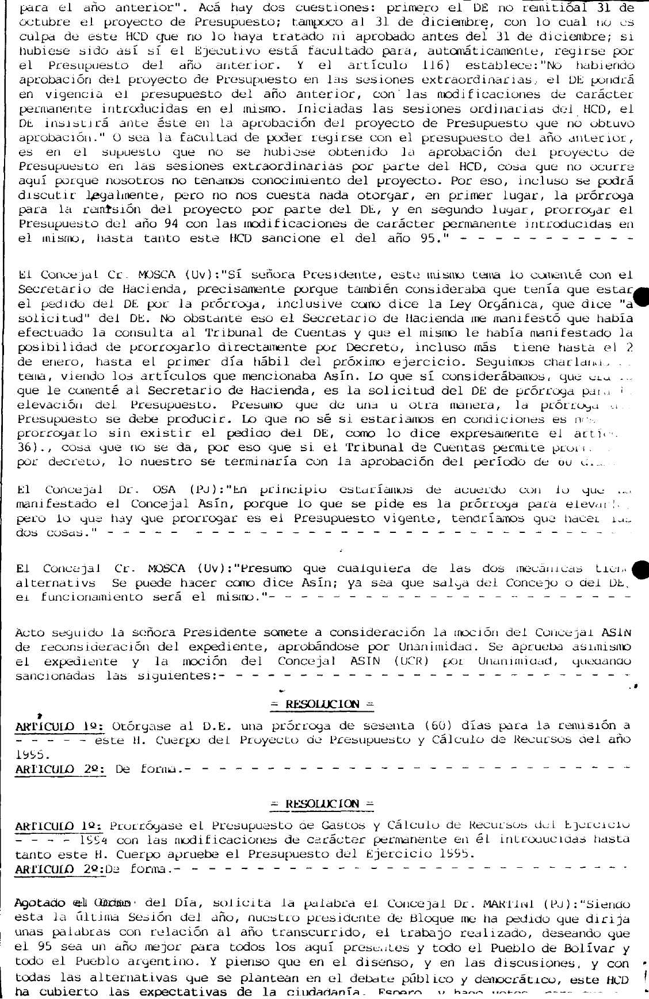 para el año anterior". Acá hay dos cuestiones: primero el DE no remitióal 31 de
octubre el proyecto de Presupuesto; tampoco al 31 de diciembre, con lo cual no es
culpa de este HCD que no lo haya tratado ni aprobado antes del 31 de diciembre; si
hubiese sido así sí el Ejecutivo está facultado para, automáticamente, regirse por
el Presupuesto del año anterior. Y el artículo 116) establece:"No habiendo
aprobación del proyecto de Presupuesto en las sesiones extraordinarias, el DE pondrá
en vigencia el presupuesto del año anterior, con las modificaciones de carácter
permanente introducidas en el mismo. Iniciadas las sesiones ordinarias del HCD, el
DE insistirá ante éste en la aprobación del proyecto de Presupuesto que no obtuvo
aprobación." O sea la facultad de poder regirse con el presupuesto del año anterior,
es en el supuesto que no se hubiese obtenido la aprobación del proyecto de
Presupuesto en las sesiones extraordinarias por parte del HCD, cosa que no ocurre
aquí porque nosotros no tenemos conocimiento del proyecto. Por eso, incluso se podrá
discutir legalmente, pero no nos cuesta nada otorgar, en primer lugar, la prórroga
para la remisión del proyecto por parte del DE, y en segundo lugar, prorrogar el
Presupuesto del año 94 con las modificaciones de carácter permanente introducidas en
el mismo, hasta tanto este HCD sancione el del año 95." - - - - - - - - - - -
El Concejal Cr. MOSCA (Uv):"Sí señora Presidente, este mismo tema lo comenté con el
Secretario de Hacienda, precisamente porque también consideraba que tenía que estar
el pedido del DE por la prórroga, inclusive como dice la Ley Orgánica, que dice "a
solicitud" del DE. No obstante eso el Secretario de Hacienda me manifestó que había
efectuado la consulta al Tribunal de Cuentas y que el mismo le había manifestado la
posibilidad de prorrogarlo directamente por Decreto, incluso más tiene hasta el 2
de enero, hasta el primer día hábil del próximo ejercicio. Seguimos
tema, viendo los artículos que mencionaba Asín. Lo que sí considerábamos, que
que le comenté al Secretario de Hacienda, es la solicitud del DE de prórroga para
elevación del Presupuesto. Presumo que de una u otra manera, la prórroga
Presupuesto se debe producir. Lo que no sé si estariamos en condiciones es
prorrogarlo sin existir el pedido del DE, como lo dice expresamente el
36)., cosa que no se da, por eso que si el Tribunal de Cuentas permite
por decreto, lo nuestro se terminaría con la aprobación del período de 60
El Concejal Dr. OSA (PJ):"En principio estaríamos de acuerdo con lo que
manifestado el Concejal Asín, porque lo que se pide es la prórroga para
pero lo que hay que prorrogar es el Presupuesto vigente, tendríamos que hacer las
dos cosas." - - - - - - - - - - - - - - - - - - - - - - - - - - - - - - - -
El Concejal Cr. MOSCA (Uv):"Presumo que cualquiera de las dos mecánicas
alternativs Se puede hacer como dice Asín; ya sea que salga del Concejo o del DE,
el funcionamiento será el mismo."- - - - - - - - - - - - - - - - - - - - - - -
Acto seguido la señora Presidente somete a consideración la moción del Concejal ASIN
de reconsideración del expediente, aprobándose por Unanimidad. Se aprueba asimismo
el expediente y la moción del Concejal ASIN (UCR) por Unanimidad, quedando
sancionadas las siguientes:- - - - - - - - - - - - - - - - - - - - - - - - - -
= RESOLUCION =
ARTICULO 1º: Otórgase al D.E. una prórroga de sesenta (60) días para la remisión a
- - - - - este H. Cuerpo del Proyecto de Presupuesto y Cálculo de Recursos del año
1995.
ARTICULO 2º: De forma.- - - - - - - - - - - - - - - - - - - - - - - - - - - -
= RESOLUCION =
ARTICULO 1º: Prorrógase el Presupuesto de Gastos y Cálculo de Recursos del Ejercicio
- - - - 1994 con las modificaciones de carácter permanente en él introducidas hasta
tanto este H. Cuerpo apruebe el Presupuesto del Ejercicio 1995.
ARTICULO 2º:De forma.- - - - - - - - - - - - - - - - - - - - - - - - - - - - -
Agotado el Orden del Día, solicita la palabra el Concejal Dr. MARTINI (PJ):"Siendo
esta la última Sesión del año, nuestro presidente de Bloque me ha pedido que dirija
unas palabras con relación al año transcurrido, el trabajo realizado, deseando que
el 95 sea un año mejor para todos los aquí presentes y todo el Pueblo de Bolívar y
todo el Pueblo argentino. Y pienso que en el disenso, y en las discusiones, y con
todas las alternativas que se plantean en el debate público y democrático, este HCD
ha cubierto las expectativas de la ciudadanía. Espero, y hago votos,